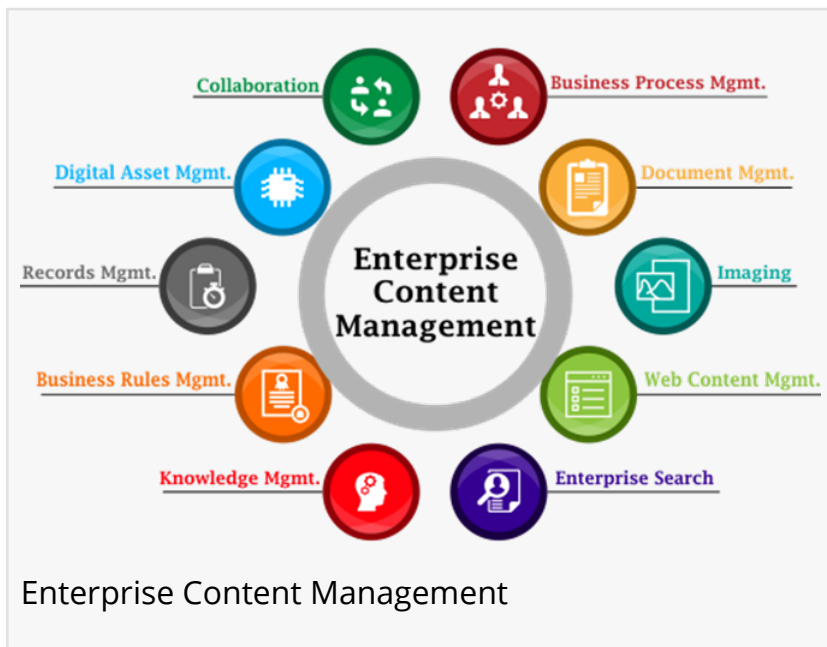 Collaboration
Business Process Mgmt.
Digital Asset Mgmt.
Document Mgmt.
Records Mgmt.
Enterprise
Content
Management
Imaging
Business Rules Mgmt.
Web Content Mgmt.
Knowledge Mgmt.
Enterprise Search
Enterprise Content Management